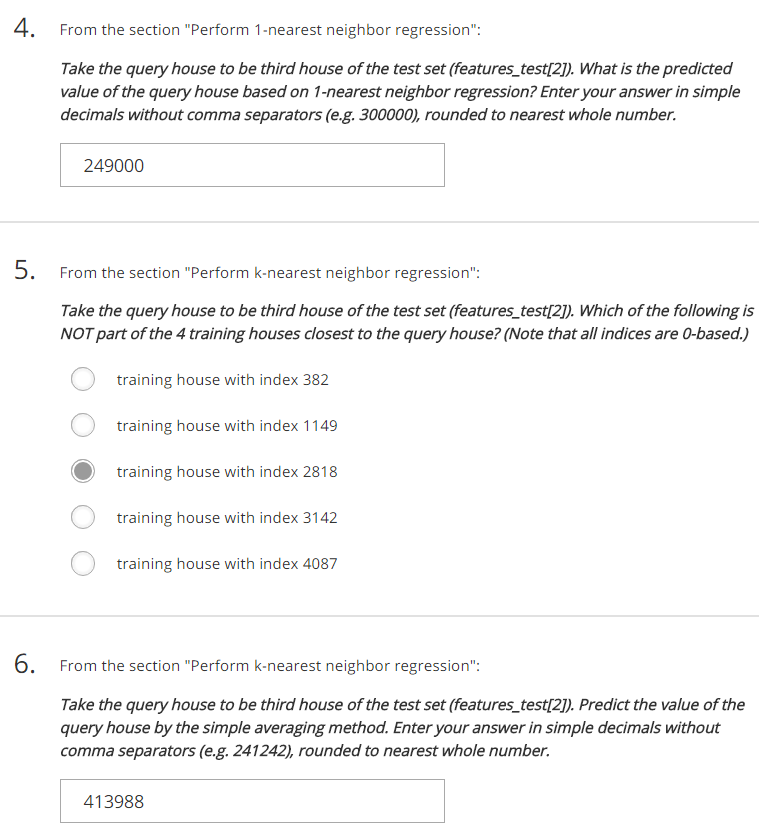 4. From the section "Perform 1-nearest neighbor regression":
Take the query house to be third house of the test set (features_test[2]). What is the predicted
value of the query house based on 1-nearest neighbor regression? Enter your answer in simple
decimals without comma separators (e.g. 300000), rounded to nearest whole number.
249000
5. From the section "Perform k-nearest neighbor regression":
Take the query house to be third house of the test set (features_test[2]). Which of the following is
NOT part of the 4 training houses closest to the query house? (Note that all indices are 0-based.)
training house with index 382
training house with index 1149
training house with index 2818
training house with index 3142
training house with index 4087
6. From the section "Perform k-nearest neighbor regression":
Take the query house to be third house of the test set (features_test[2]). Predict the value of the
query house by the simple averaging method. Enter your answer in simple decimals without
comma separators (e.g. 241242), rounded to nearest whole number.
413988